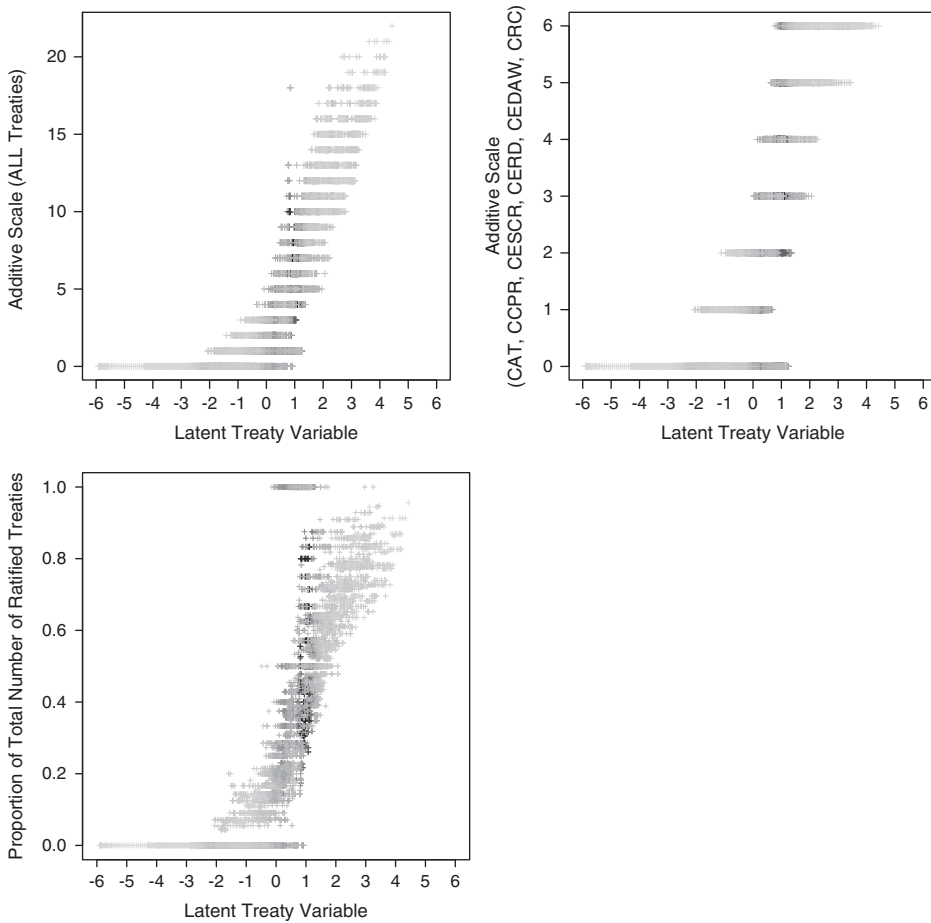 Additive Scale (ALL Treaties)
20
15
10
5
0
-6 -5 -4 -3 -2 -1 0 1 2 3 4 5 6
Latent Treaty Variable
Additive Scale
(CAT, CCPR, CESCR, CERD, CEDAW, CRC)
6
5
4
3
2
1
0
-6 -5 -4 -3 -2 -1 0 1 2 3 4 5 6
Latent Treaty Variable
Proportion of Total Number of Ratified Treaties
1.0
0.8
0.6
0.4
0.2
0.0
-6 -5 -4 -3 -2 -1 0 1 2 3 4 5 6
Latent Treaty Variable